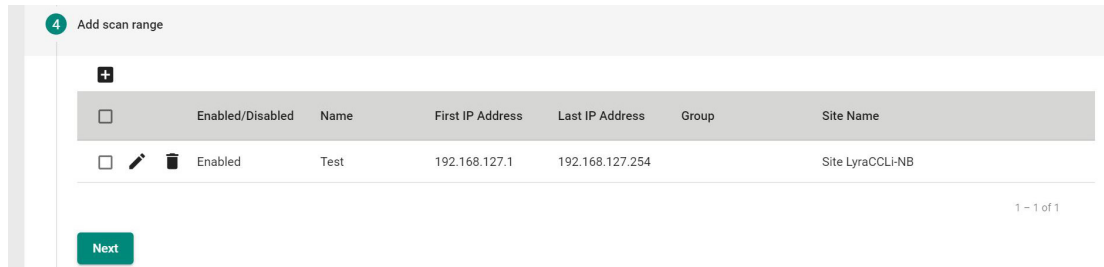 4 Add scan range
Enabled/Disabled Name First IP Address Last IP Address Group Site Name
Enabled Test 192.168.127.1 192.168.127.254 Site LyraCCLi-NB
1 – 1 of 1
Next